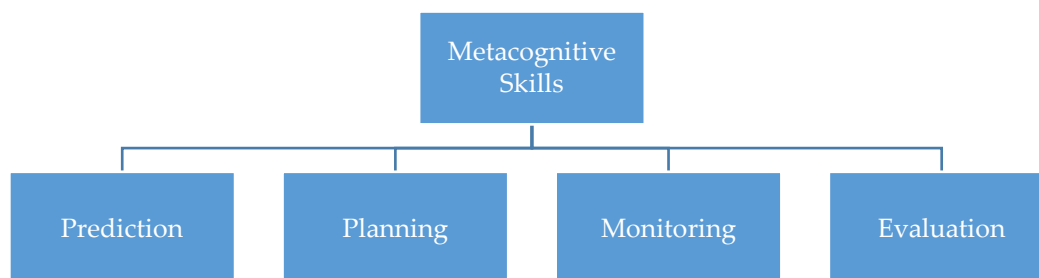 Metacognitive
Skills
Prediction
Planning
Monitoring
Evaluation